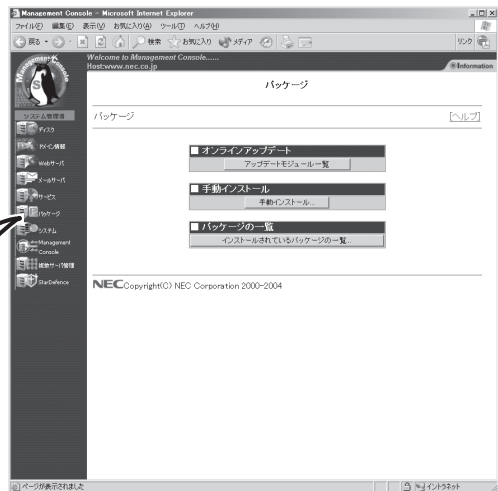 Management Console - Microsoft Internet Explorer
ファイル(F) 編集(E) 表示(V) お気に入り(A) ツール(T) ヘルプ(H)
戻る 検索 お気に入り メディア リンク
Management Console
Welcome to Management Console......
Host:www.nec.co.jp
Information
パッケージ
システム管理者
パッケージ [ヘルプ]
ディスク
ドメイン情報
Webサーバ
メールサーバ
サービス
パッケージ
システム
Management Console
複数サーバ管理
StarDefence
■ オンラインアップデート
アップデートモジュール一覧
■ 手動インストール
手動インストール...
■ パッケージの一覧
インストールされているパッケージの一覧...
NEC Copyright(C) NEC Corporation 2000-2004
ページが表示されました
イントラネット